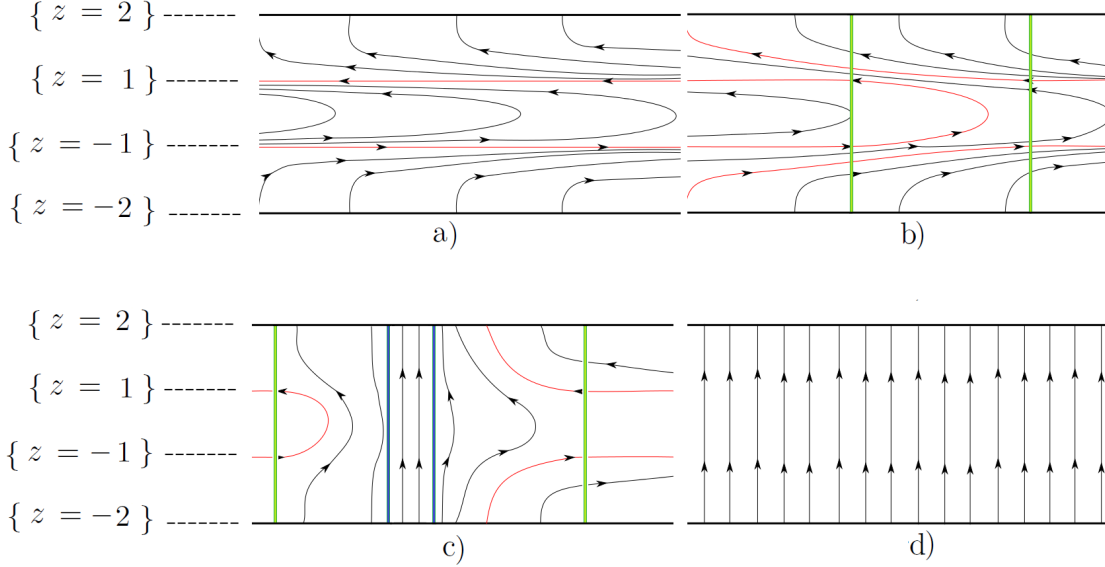 { z = 2 } ------
{ z = 1 } ------
{ z = −1 } ------
{ z = −2 } ------
a)
b)
{ z = 2 } ------
{ z = 1 } ------
{ z = −1 } ------
{ z = −2 } ------
c)
d)